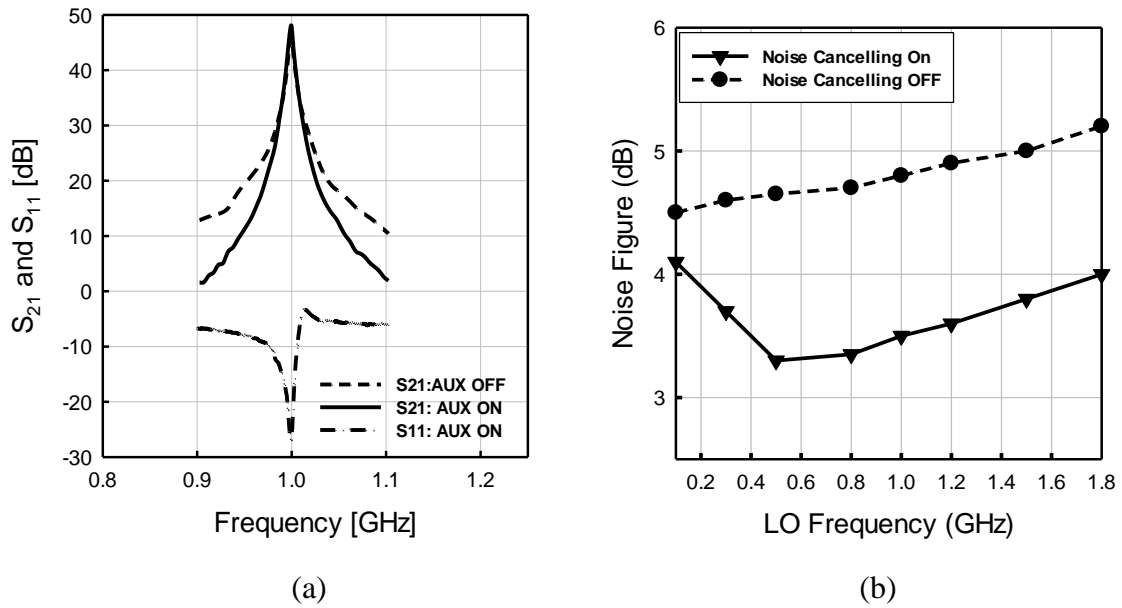 S21 and S11 [dB]
50
40
30
20
10
0
-10
-20
-30
0.8 0.9 1.0 1.1 1.2
Frequency [GHz]
S21:AUX OFF
S21: AUX ON
S11: AUX ON
(a)
Noise Figure (dB)
6
5
4
3
0.2 0.4 0.6 0.8 1.0 1.2 1.4 1.6 1.8
LO Frequency (GHz)
Noise Cancelling On
Noise Cancelling OFF
(b)